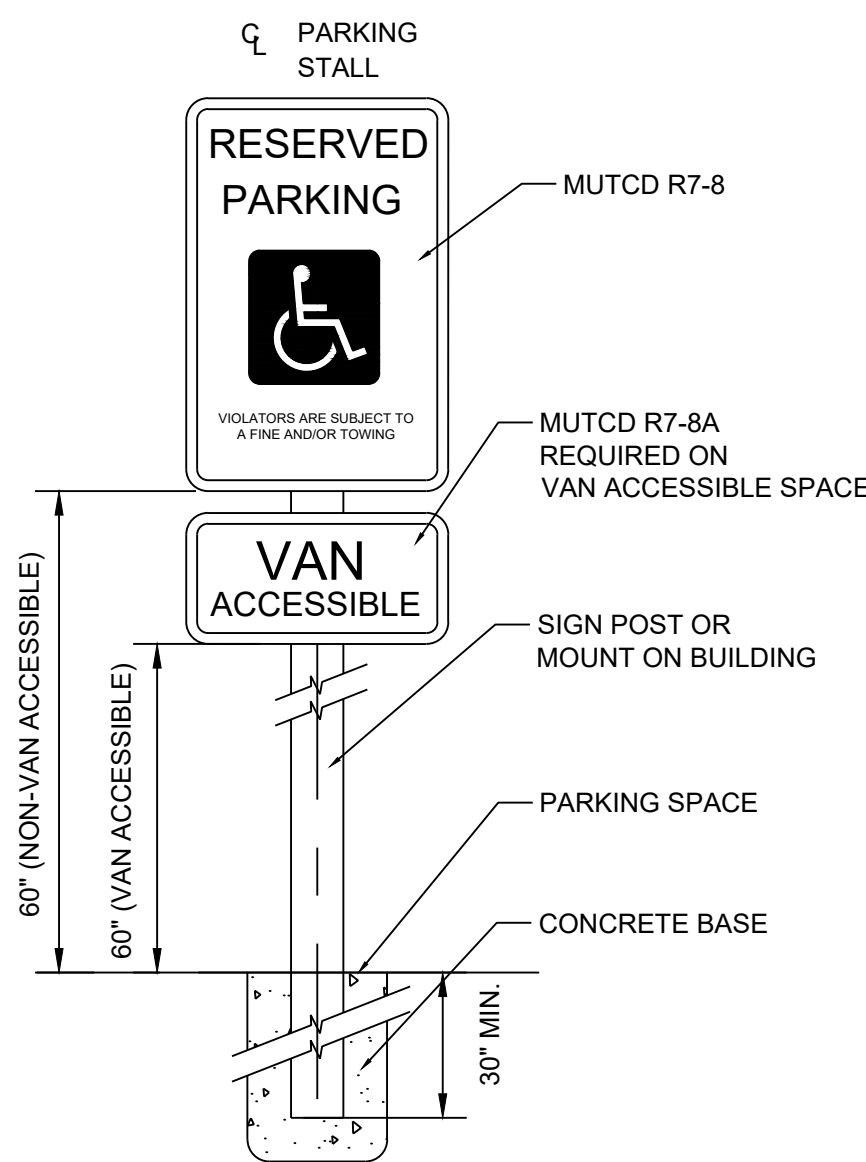 ℄ PARKING
STALL
RESERVED
PARKING
MUTCD R7-8
VIOLATORS ARE SUBJECT TO
A FINE AND/OR TOWING
MUTCD R7-8A
REQUIRED ON
VAN ACCESSIBLE SPACE
VAN
ACCESSIBLE
SIGN POST OR
MOUNT ON BUILDING
60" (NON-VAN ACCESSIBLE)
60" (VAN ACCESSIBLE)
PARKING SPACE
CONCRETE BASE
30" MIN.